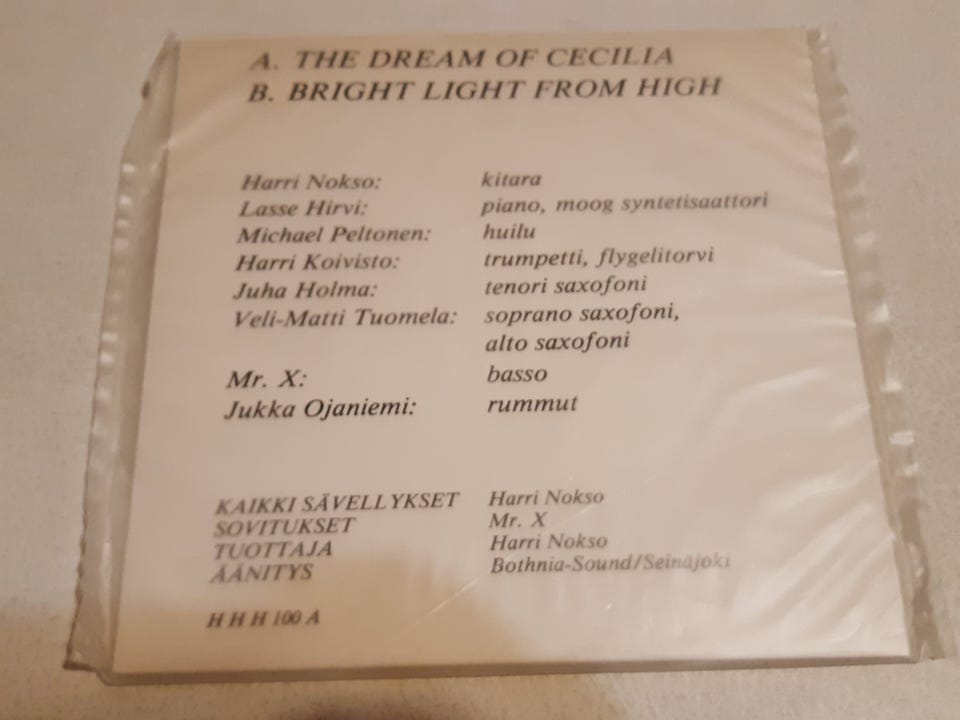 A. THE DREAM OF CECILIA
B. BRIGHT LIGHT FROM HIGH
Harri Nokso: kitara
Lasse Hirvi: piano, moog syntetisaattori
Michael Peltonen: huilu
Harri Koivisto: trumpetti, flygelitorvi
Juha Holma: tenori saxofoni
Veli-Matti Tuomela: soprano saxofoni,
alto saxofoni
Mr. X: basso
Jukka Ojaniemi: rummut
KAIKKI SÄVELLYKSET Harri Nokso
SOVITUKSET Mr. X
TUOTTAJA Harri Nokso
ÄÄNITYS Bothnia-Sound/Seinäjoki
H H H 100 A